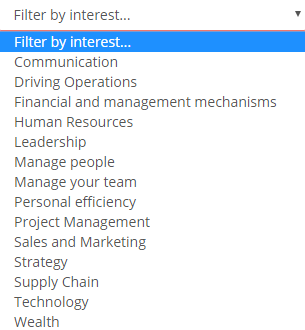 Filter by interest...
Filter by interest...
Communication
Driving Operations
Financial and management mechanisms
Human Resources
Leadership
Manage people
Manage your team
Personal efficiency
Project Management
Sales and Marketing
Strategy
Supply Chain
Technology
Wealth